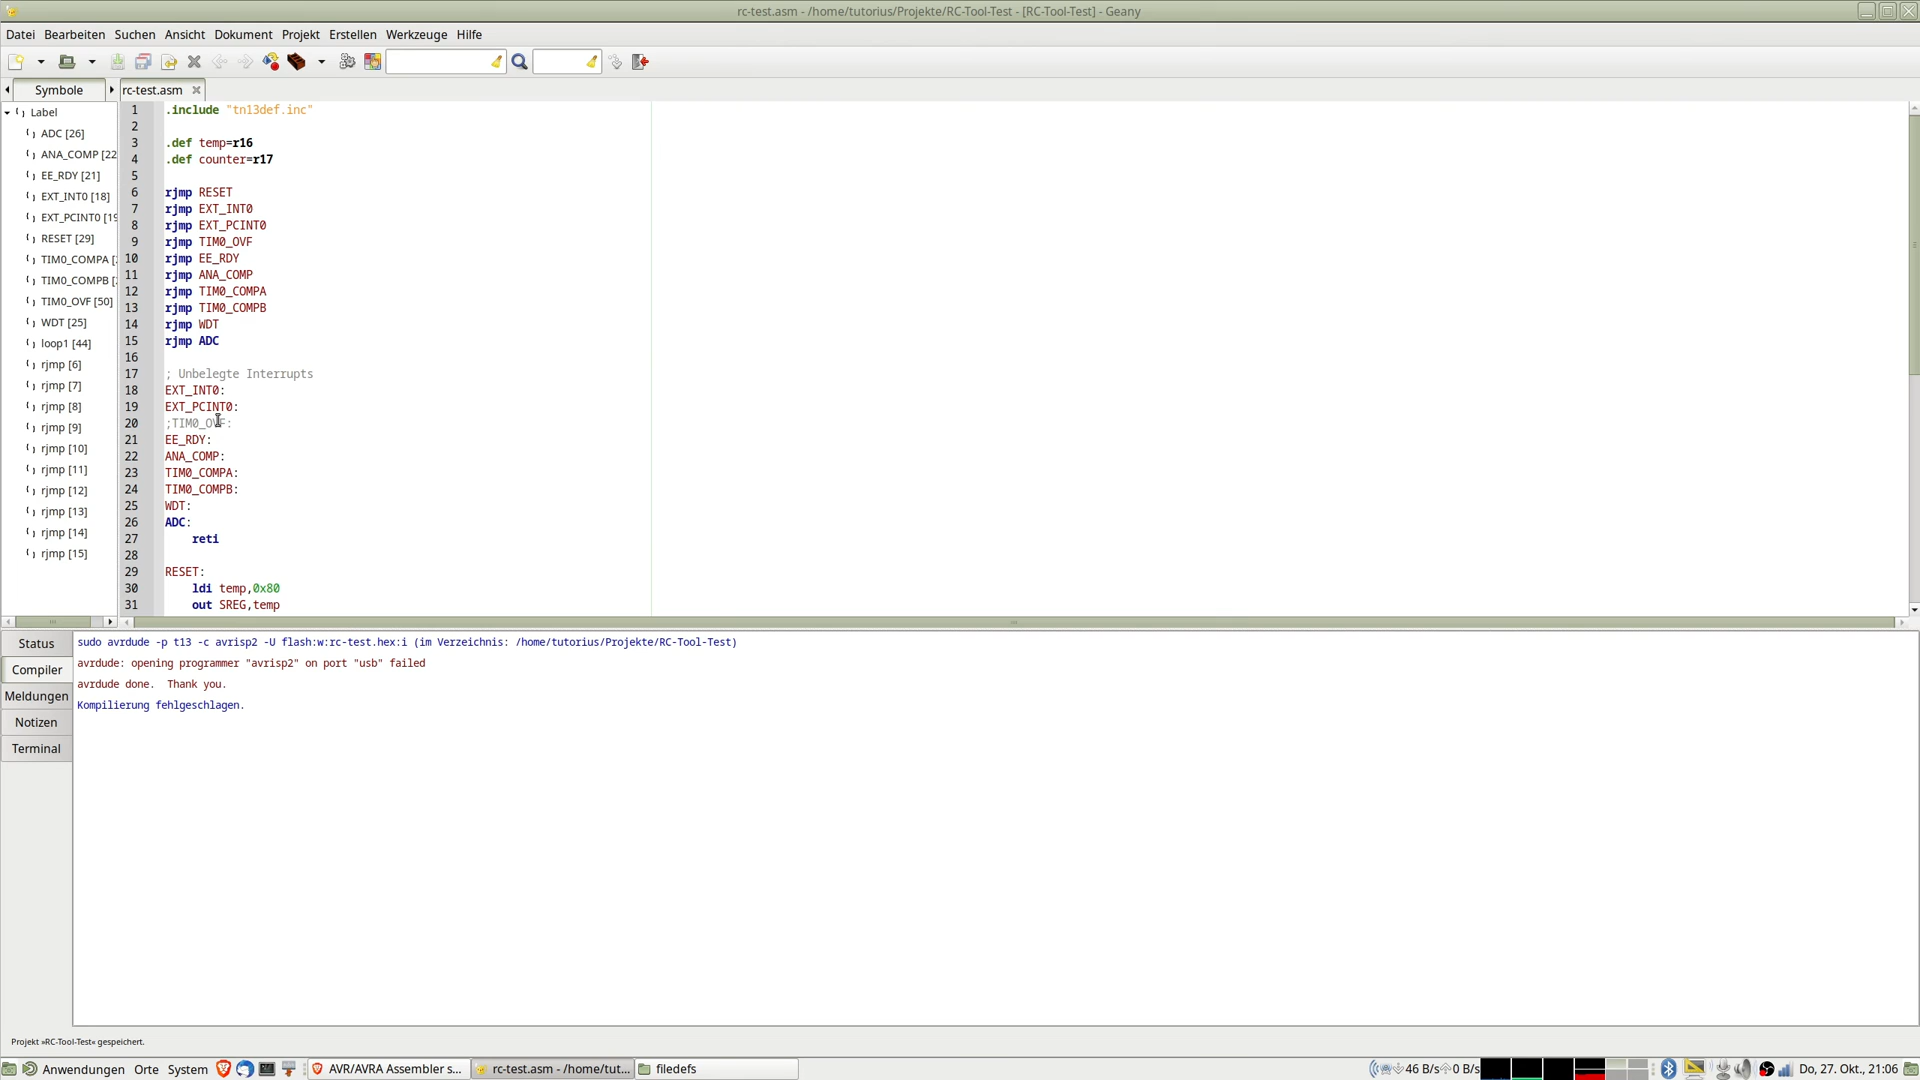 rc-test.asm - /home/tutorius/Projekte/RC-Tool-Test - [RC-Tool-Test] - Geany
Datei Bearbeiten Suchen Ansicht Dokument Projekt Erstellen Werkzeuge Hilfe
Symbole
rc-test.asm
Label
ADC [26]
ANA_COMP [22
EE_RDY [21]
EXT_INT0 [18]
EXT_PCINT0 [19
RESET [29]
TIM0_COMPA [
TIM0_COMPB [
TIM0_OVF [50]
WDT [25]
loop1 [44]
rjmp [6]
rjmp [7]
rjmp [8]
rjmp [9]
rjmp [10]
rjmp [11]
rjmp [12]
rjmp [13]
rjmp [14]
rjmp [15]
1 .include "tn13def.inc"
2
3 .def temp=r16
4 .def counter=r17
5
6 rjmp RESET
7 rjmp EXT_INT0
8 rjmp EXT_PCINT0
9 rjmp TIM0_OVF
10 rjmp EE_RDY
11 rjmp ANA_COMP
12 rjmp TIM0_COMPA
13 rjmp TIM0_COMPB
14 rjmp WDT
15 rjmp ADC
16
17 ; Unbelegte Interrupts
18 EXT_INT0:
19 EXT_PCINT0:
20 ;TIM0_OVF:
21 EE_RDY:
22 ANA_COMP:
23 TIM0_COMPA:
24 TIM0_COMPB:
25 WDT:
26 ADC:
27 reti
28
29 RESET:
30 ldi temp,0x80
31 out SREG,temp
Status
Compiler
Meldungen
Notizen
Terminal
sudo avrdude -p t13 -c avrisp2 -U flash:w:rc-test.hex:i (im Verzeichnis: /home/tutorius/Projekte/RC-Tool-Test)
avrdude: opening programmer "avrisp2" on port "usb" failed
avrdude done.  Thank you.
Kompilierung fehlgeschlagen.
Projekt »RC-Tool-Test« gespeichert.
Anwendungen Orte System AVR/AVRA Assembler s... rc-test.asm - /home/tut... filedefs 46 B/s 0 B/s Do, 27. Okt., 21:06